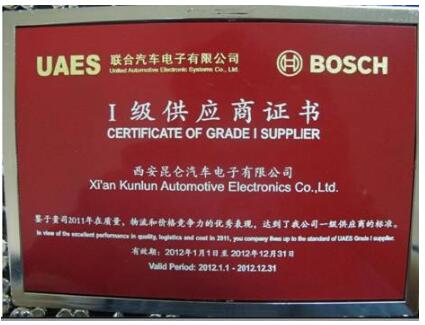 UAES 联合汽车电子有限公司
United Automotive Electronic Systems Co., Ltd.
BOSCH
I 级供应商证书
CERTIFICATE OF GRADE I SUPPLIER
西安昆仑汽车电子有限公司
Xi'an Kunlun Automotive Electronics Co.,Ltd.
鉴于贵司2011年在质量，物流和价格竞争力的优秀表现，达到了我公司一级供应商的标准。
In view of the excellent performance in quality, logistics and cost in 2011, you company lives up to the standard of UAES Grade I supplier.
有效期：2012年1月1日至2012年12月31日
Valid Period: 2012.1.1 - 2012.12.31